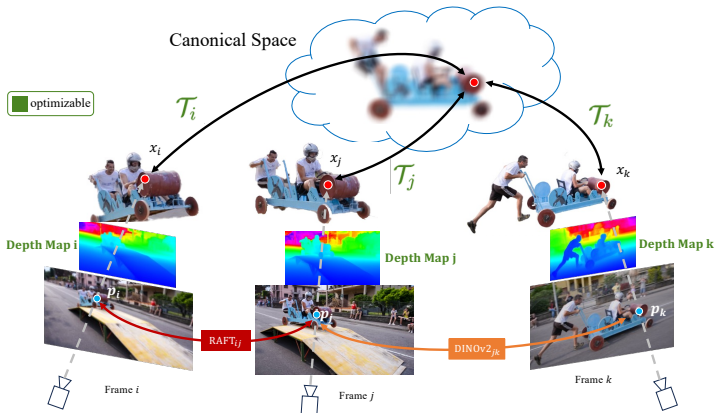 Canonical Space
optimizable
𝒯ᵢ
𝒯ₖ
xᵢ
xⱼ
𝒯ⱼ
xₖ
Depth Map i
Depth Map j
Depth Map k
pᵢ
p
pₖ
RAFTᵢⱼ
DINOv2ⱼₖ
Frame i
Frame j
Frame k